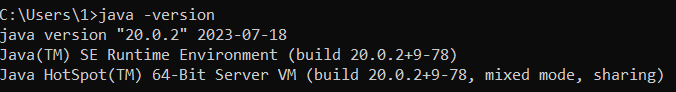 C:\Users\1>java -version
java version "20.0.2" 2023-07-18
Java(TM) SE Runtime Environment (build 20.0.2+9-78)
Java HotSpot(TM) 64-Bit Server VM (build 20.0.2+9-78, mixed mode, sharing)